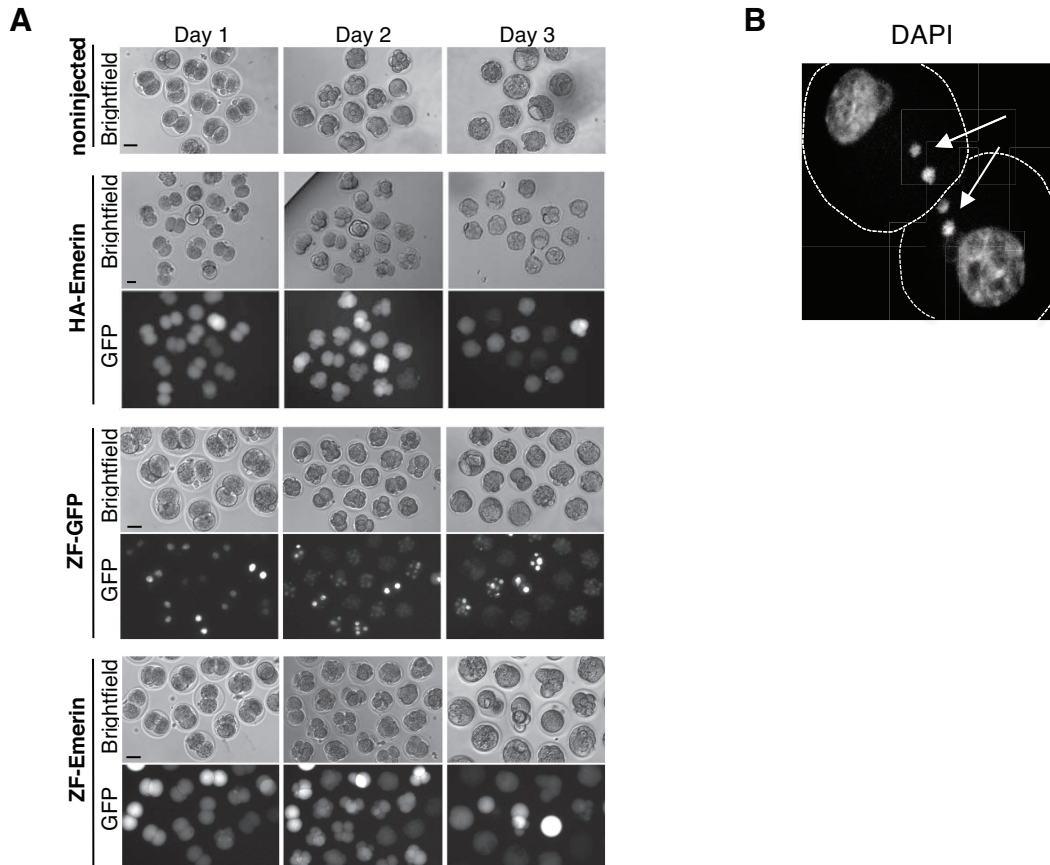 A
B
Day 1
Day 2
Day 3
DAPI
noninjected
Brightfield
HA-Emerin
Brightfield
GFP
ZF-GFP
Brightfield
GFP
ZF-Emerin
Brightfield
GFP